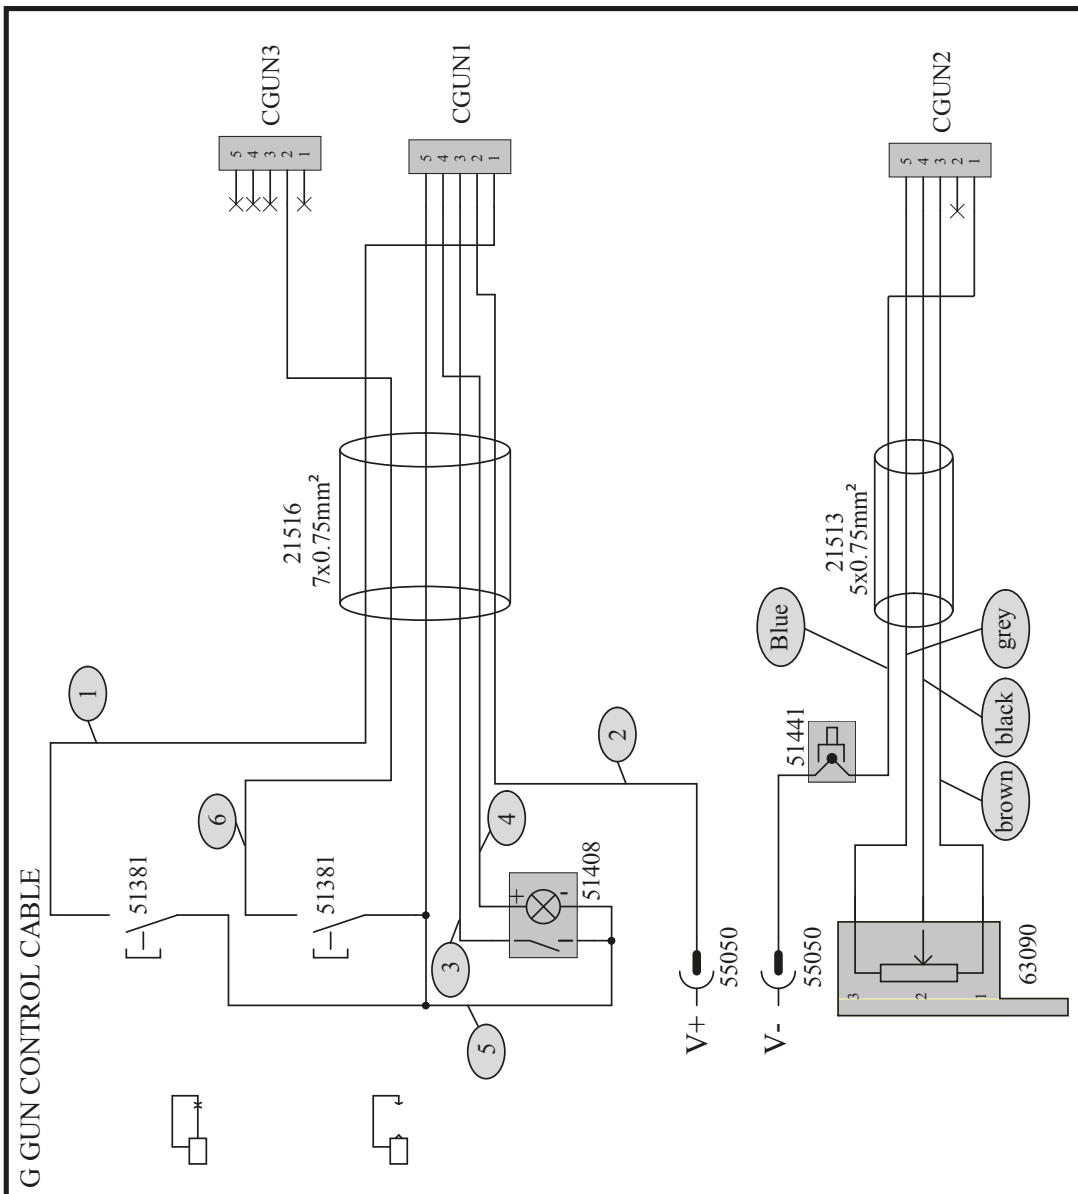 G GUN CONTROL CABLE
CGUN3
5
4
3
2
1
CGUN1
5
4
3
2
1
CGUN2
5
4
3
2
1
21516
7x0.75mm²
21513
5x0.75mm²
1
6
2
4
3
5
Blue
grey
black
brown
51381
51381
51408
+
-
51441
55050
V+
55050
V-
63090
3
2
1